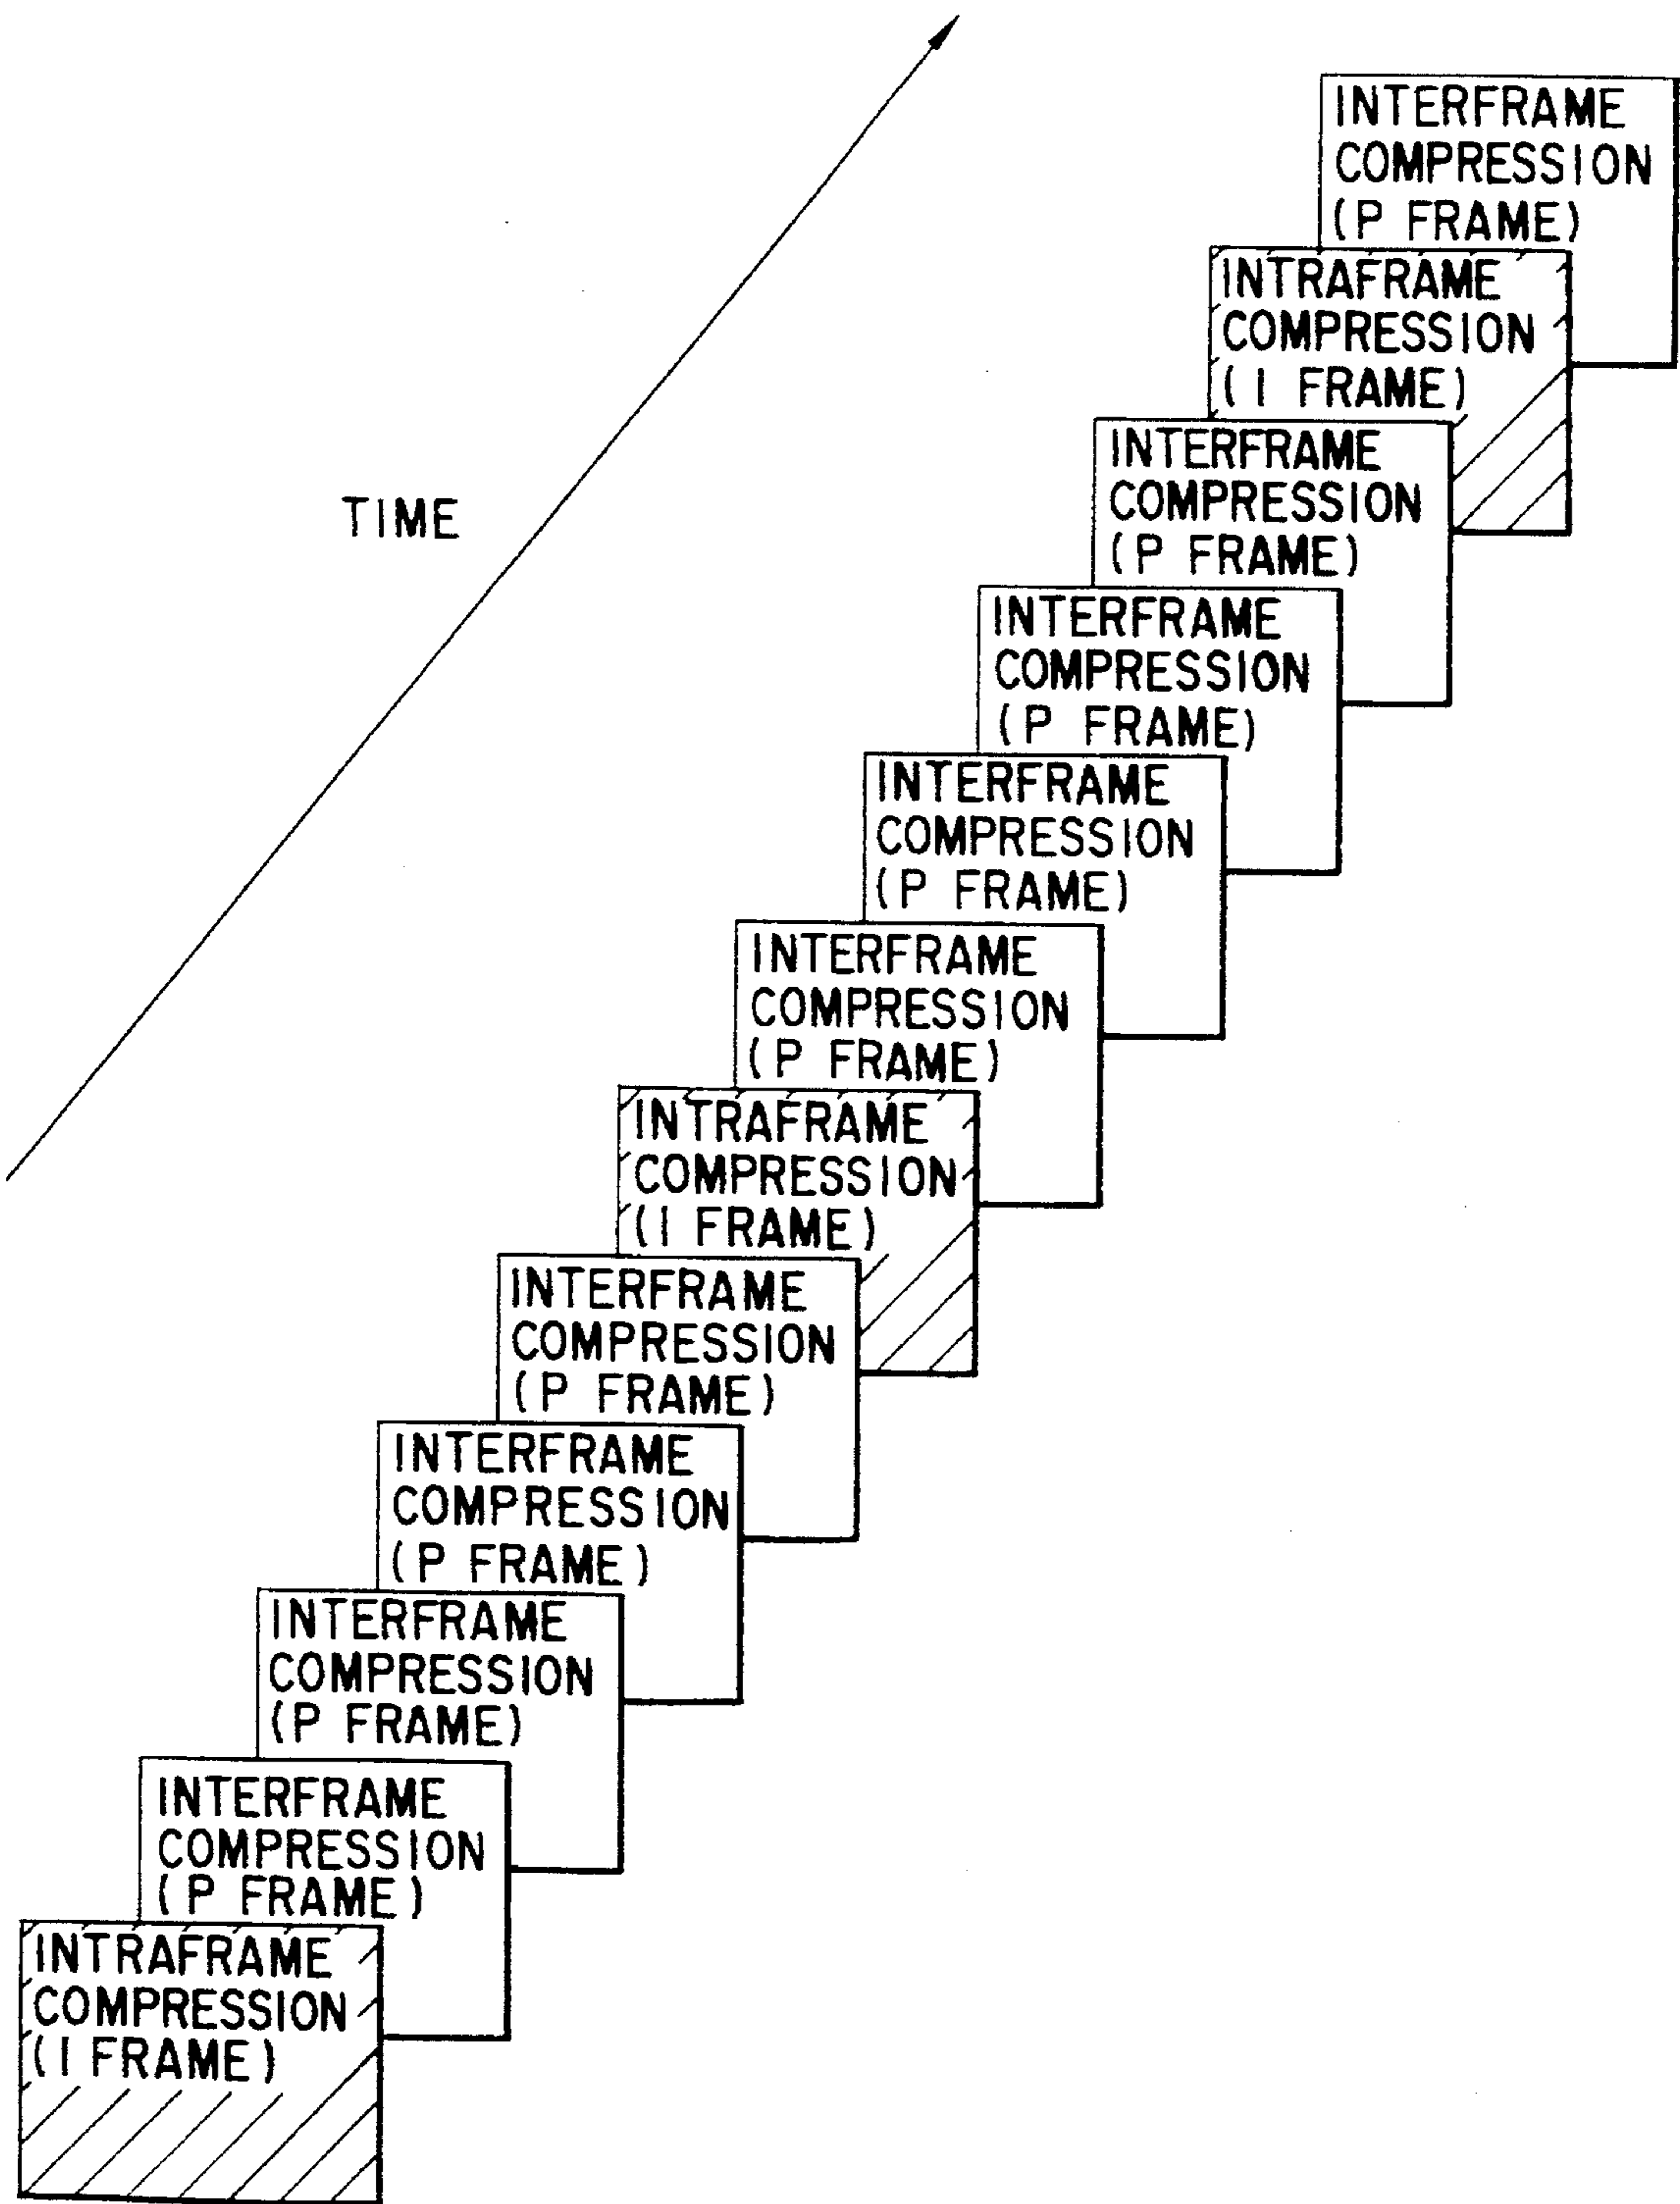 INTERFRAME
COMPRESSION
(P FRAME)
INTRAFRAME
COMPRESSION
(I FRAME)
INTERFRAME
COMPRESSION
(P FRAME)
TIME
INTERFRAME
COMPRESSION
(P FRAME)
INTERFRAME
COMPRESSION
(P FRAME)
INTERFRAME
COMPRESSION
(P FRAME)
INTRAFRAME
COMPRESSION
(I FRAME)
INTERFRAME
COMPRESSION
(P FRAME)
INTERFRAME
COMPRESSION
(P FRAME)
INTERFRAME
COMPRESSION
(P FRAME)
INTERFRAME
COMPRESSION
(P FRAME)
INTRAFRAME
COMPRESSION
(I FRAME)